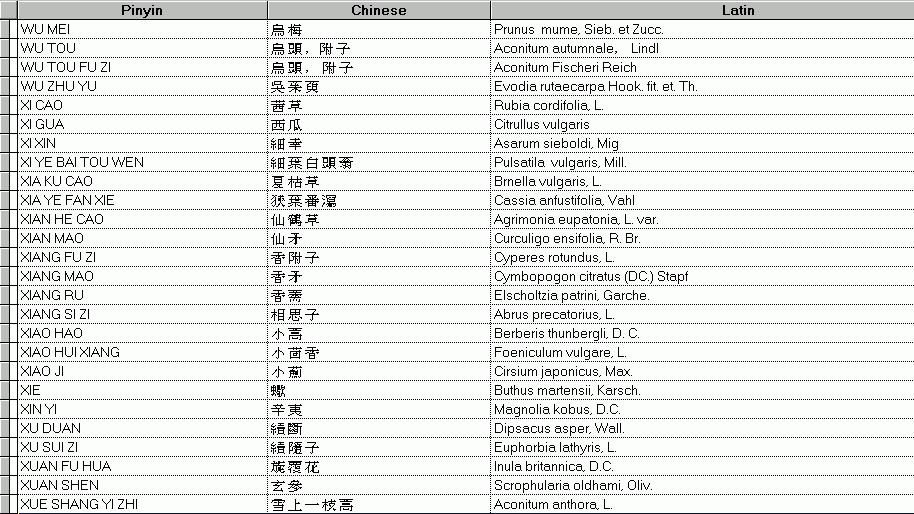 Pinyin Chinese Latin
WU MEI 烏梅 Prunus mume, Sieb. et Zucc.
WU TOU 烏頭，附子 Aconitum autumnale， Lindl
WU TOU FU ZI 烏頭，附子 Aconitum Fischeri Reich
WU ZHU YU 吳茱萸 Evodia rutaecarpa Hook. fit. et. Th.
XI CAO 茜草 Rubia cordifolia, L.
XI GUA 西瓜 Citrullus vulgaris
XI XIN 細辛 Asarum sieboldi, Mig
XI YE BAI TOU WEN 細葉白頭翁 Pulsatila vulgaris, Mill.
XIA KU CAO 夏枯草 Brnella vulgaris, L.
XIA YE FAN XIE 狹葉番瀉 Cassia anfustifolia, Vahl
XIAN HE CAO 仙鶴草 Agrimonia eupatonia, L. var.
XIAN MAO 仙矛 Curculigo ensifolia, R. Br.
XIANG FU ZI 香附子 Cyperes rotundus, L.
XIANG MAO 香矛 Cymbopogon citratus (DC.) Stapf
XIANG RU 香薷 Elscholtzia patrini, Garche.
XIANG SI ZI 相思子 Abrus precatorius, L.
XIAO HAO 小蒿 Berberis thunbergli, D. C.
XIAO HUI XIANG 小茴香 Foeniculum vulgare, L.
XIAO JI 小薊 Cirsium japonicus, Max.
XIE 蠍 Buthus martensii, Karsch.
XIN YI 辛夷 Magnolia kobus, D.C.
XU DUAN 續斷 Dipsacus asper, Wall.
XU SUI ZI 續隨子 Euphorbia lathyris, L.
XUAN FU HUA 旋覆花 Inula britannica, D.C.
XUAN SHEN 玄參 Scrophularia oldhami, Oliv.
XUE SHANG YI ZHI 雪上一枝蒿 Aconitum anthora, L.